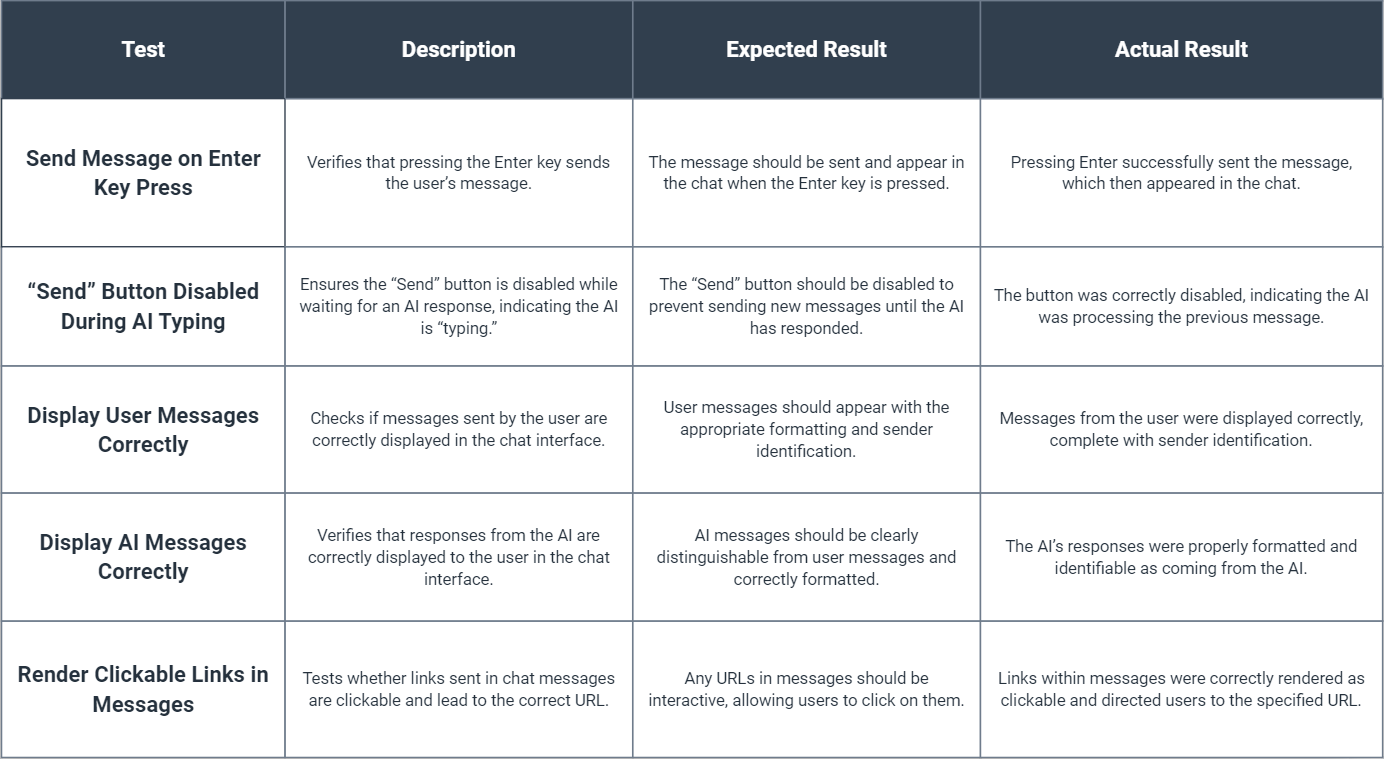 Test
Description
Expected Result
Actual Result
Send Message on Enter
Key Press
Verifies that pressing the Enter key sends
the user’s message.
The message should be sent and appear in
the chat when the Enter key is pressed.
Pressing Enter successfully sent the message,
which then appeared in the chat.
“Send” Button Disabled
During AI Typing
Ensures the “Send” button is disabled while
waiting for an AI response, indicating the AI
is “typing.”
The “Send” button should be disabled to
prevent sending new messages until the AI
has responded.
The button was correctly disabled, indicating the AI
was processing the previous message.
Display User Messages
Correctly
Checks if messages sent by the user are
correctly displayed in the chat interface.
User messages should appear with the
appropriate formatting and sender
identification.
Messages from the user were displayed correctly,
complete with sender identification.
Display AI Messages
Correctly
Verifies that responses from the AI are
correctly displayed to the user in the chat
interface.
AI messages should be clearly
distinguishable from user messages and
correctly formatted.
The AI’s responses were properly formatted and
identifiable as coming from the AI.
Render Clickable Links in
Messages
Tests whether links sent in chat messages
are clickable and lead to the correct URL.
Any URLs in messages should be
interactive, allowing users to click on them.
Links within messages were correctly rendered as
clickable and directed users to the specified URL.